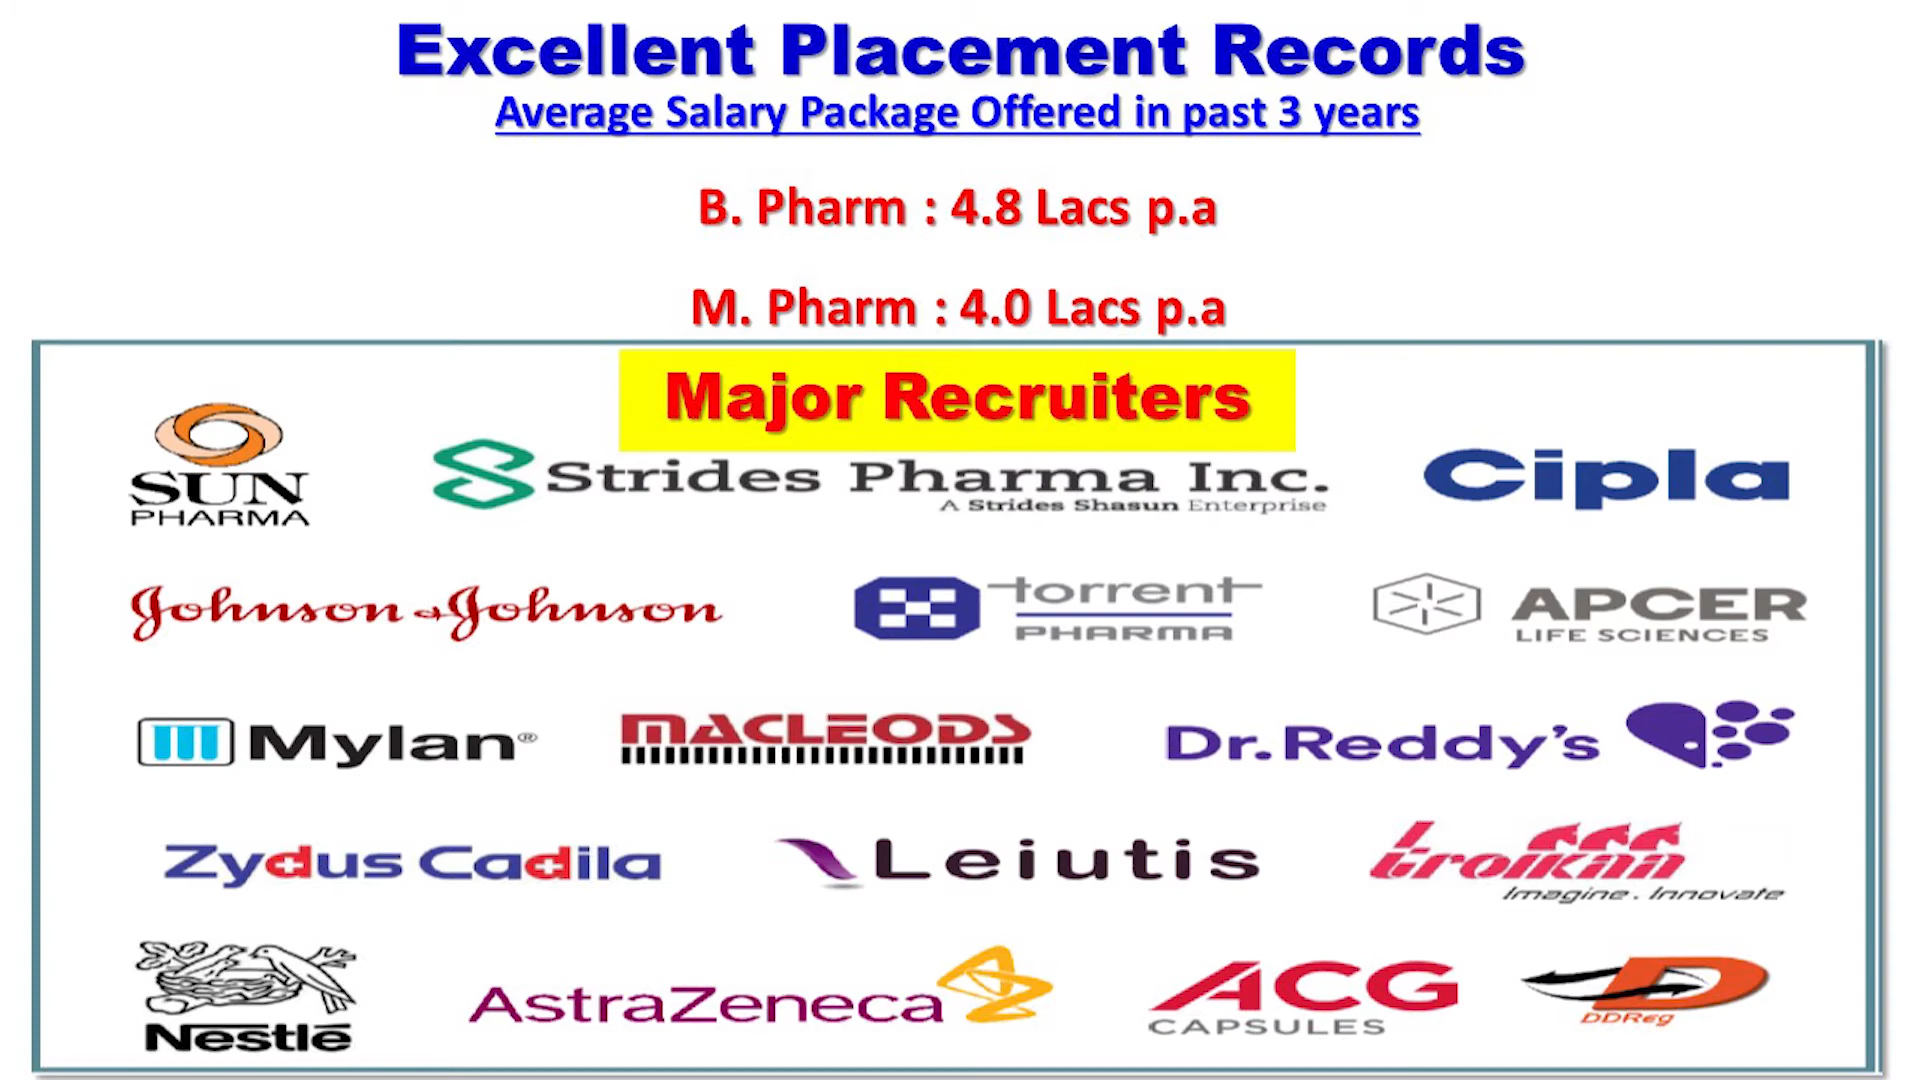 Excellent Placement Records
Average Salary Package Offered in past 3 years
B. Pharm : 4.8 Lacs p.a
M. Pharm : 4.0 Lacs p.a
Major Recruiters
SUN
PHARMA
Strides Pharma Inc.
A Strides Shasun Enterprise
Cipla
Johnson & Johnson
torrent
PHARMA
APCER
LIFE SCIENCES
Mylan®
MACLEODS
Dr.Reddy's
Zydus Cadila
Leiutis
troikaa
Imagine . Innovate
Nestlé
AstraZeneca
ACG
CAPSULES
D
DDReg